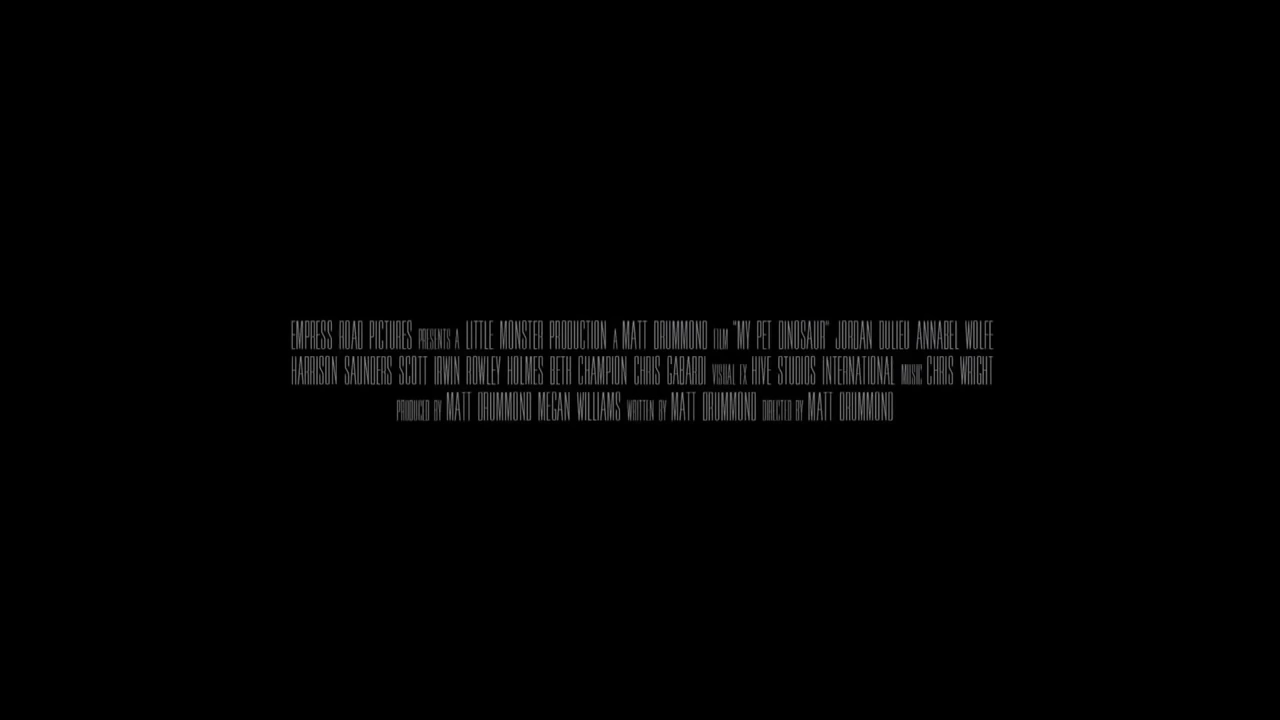 EMPRESS ROAD PICTURES PRESENTS A LITTLE MONSTER PRODUCTION A MATT DRUMMOND FILM "MY PET DINOSAUR" JORDAN DULIEU ANNABEL WOLFE
HARRISON SAUNDERS SCOTT IRWIN ROWLEY HOLMES BETH CHAMPION CHRIS GABARDI VISUAL FX HIVE STUDIOS INTERNATIONAL MUSIC CHRIS WRIGHT
PRODUCED BY MATT DRUMMOND MEGAN WILLIAMS WRITTEN BY MATT DRUMMOND DIRECTED BY MATT DRUMMOND